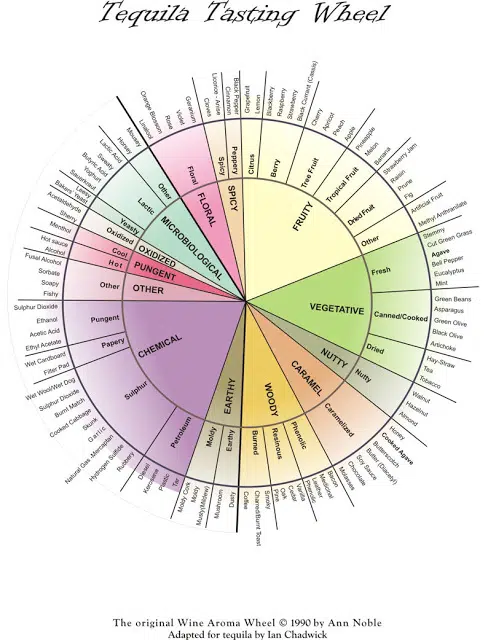 Tequila Tasting Wheel
FRUITY
Citrus
Grapefruit
Lemon
Berry
Blackberry
Raspberry
Strawberry
Black Currant (Cassis)
Tree Fruit
Cherry
Apricot
Peach
Apple
Tropical Fruit
Pineapple
Melon
Banana
Dried Fruit
Strawberry Jam
Raisin
Prune
Fig
Other
Artificial Fruit
Methyl Anthranilate
VEGETATIVE
Fresh
Stemmy
Cut Green Grass
Agave
Bell Pepper
Eucalyptus
Mint
Canned/Cooked
Green Beans
Asparagus
Green Olive
Black Olive
Artichoke
Dried
Hay-Straw
Tea
Tobacco
NUTTY
Nutty
Walnut
Hazelnut
Almond
CARAMEL
Caramelized
Honey
Cooked Agave
Butterscotch
Butter (Diacetyl)
Soy Sauce
Chocolate
Molasses
WOODY
Phenolic
Bacon
Medicinal
Leather
Phenolic
Vanilla
Resinous
Cedar
Oak
Pine
Burned
Smoky
Charred/Burnt Toast
Coffee
EARTHY
Earthy
Dusty
Mushroom
Moldy
Musty(Mildew)
Moldy
Moldy Cork
CHEMICAL
Petroleum
Tar
Plastic
Kerosene
Diesel
Sulphur
Rubbery
Hydrogen Sulfide
Natural Gas -Mercaptan
Garlic
Skunk
Cooked Cabbage
Burnt Match
Sulphur Dioxide
Wet Wool/Wet Dog
Papery
Filter Pad
Wet Cardboard
Pungent
Ethyl Acetate
Acetic Acid
Ethanol
Sulphur Dioxide
OTHER
Other
Fishy
Soapy
Sorbate
Fusel Alcohol
PUNGENT
Hot
Alcohol
Hot sauce
Cool
Menthol
OXIDIZED
Oxidized
Sherry
Acetaldehyde
MICROBIOLOGICAL
Yeasty
Bakers' Yeast
Leesy
Lactic
Sauerkraut
Yoghurt
Butyric Acid
Sweaty
Lactic Acid
Other
Horsey
Mousey
FLORAL
Floral
Linalool
Orange Blossom
Rose
Violet
Geranium
SPICY
Spicy
Cloves
Licorice - Anise
Cinnamon
Peppery
Black Pepper
The original Wine Aroma Wheel © 1990 by Ann Noble
Adapted for tequila by Ian Chadwick